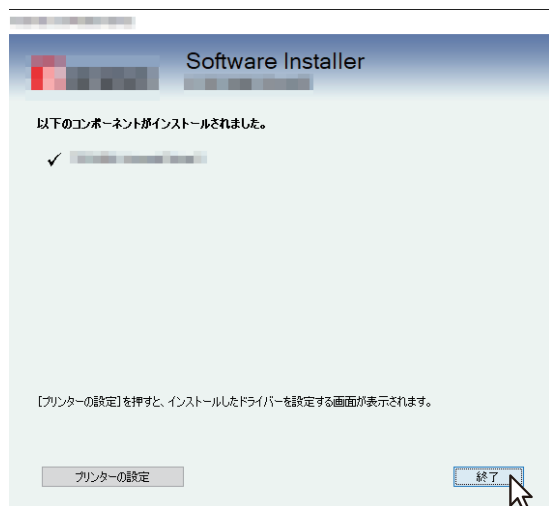 Software Installer
以下のコンポーネントがインストールされました。
[プリンターの設定]を押すと、インストールしたドライバーを設定する画面が表示されます。
プリンターの設定
終了